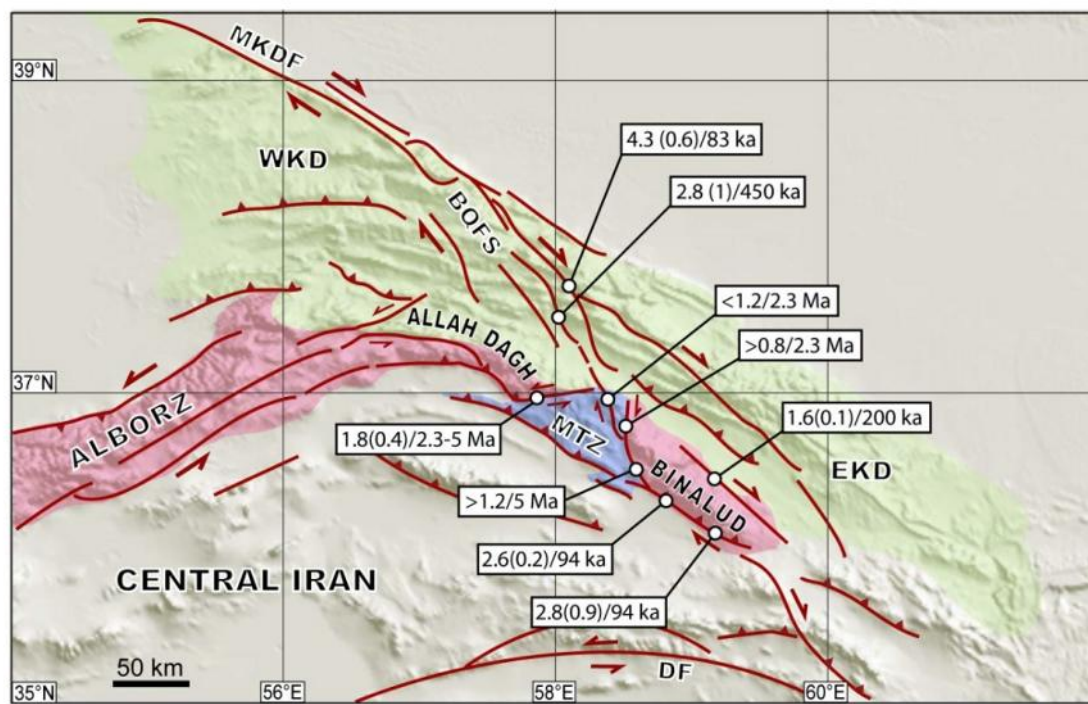 MKDF
39°N
4.3 (0.6)/83 ka
WKD
2.8 (1)/450 ka
BQFS
<1.2/2.3 Ma
ALLAH DAGH
>0.8/2.3 Ma
37°N
ALBORZ
MTZ
1.6(0.1)/200 ka
1.8(0.4)/2.3-5 Ma
BINALUD
EKD
>1.2/5 Ma
2.6(0.2)/94 ka
CENTRAL IRAN
2.8(0.9)/94 ka
50 km
DF
35°N
56°E
58°E
60°E